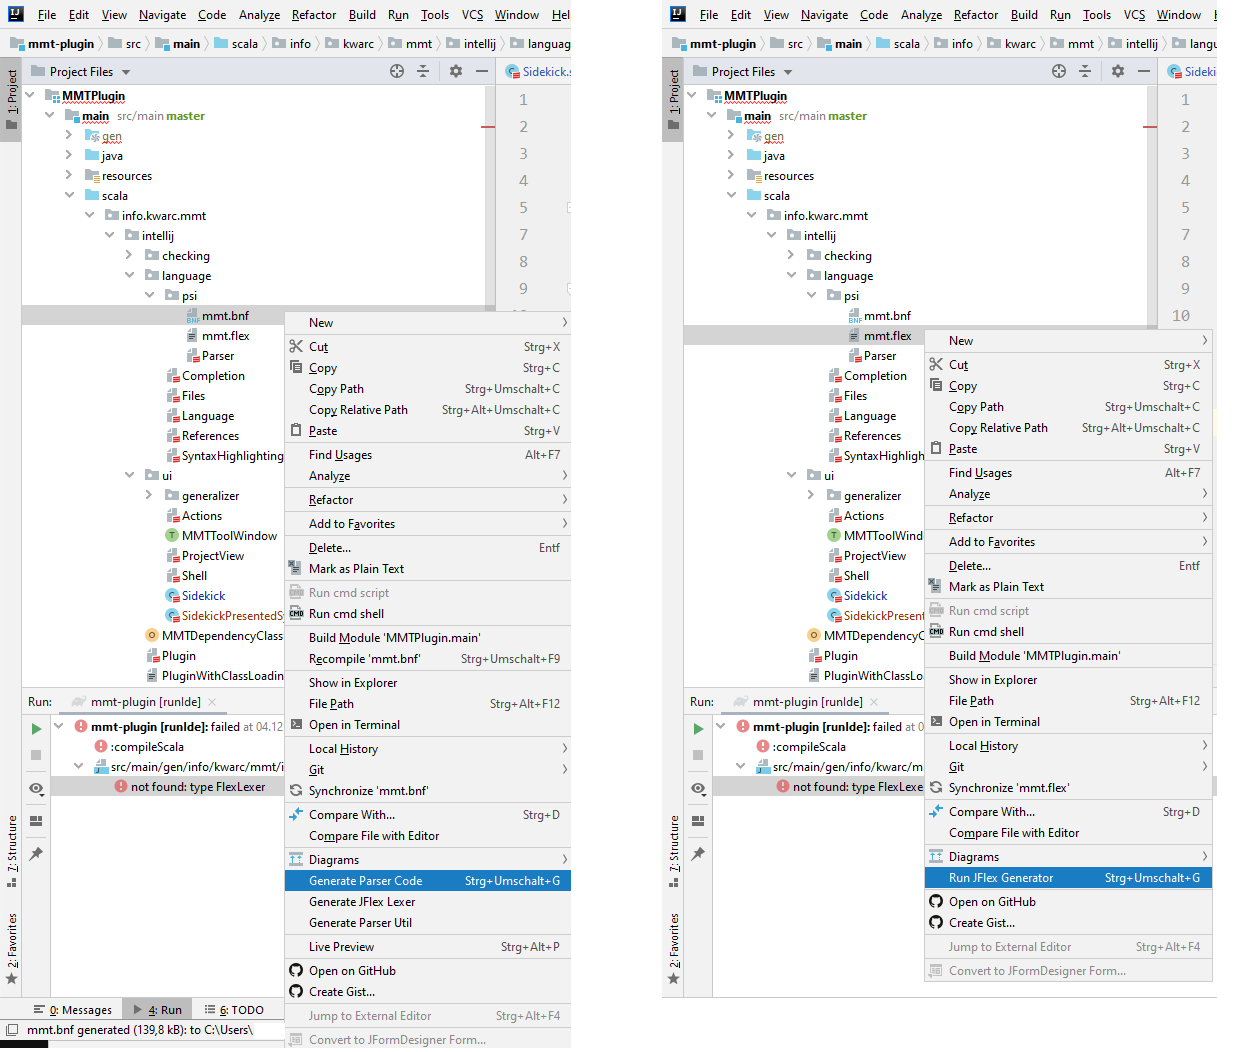 File Edit View Navigate Code Analyze Refactor Build Run Tools VCS Window Hel
mmt-plugin src main scala info kwarc mmt intellij languag
1: Project
Project Files
Sidekick.s
MMTPlugin
main src/main master
gen
java
resources
scala
info.kwarc.mmt
intellij
checking
language
psi
mmt.bnf
mmt.flex
Parser
Completion
Files
Language
References
SyntaxHighlighting
ui
generalizer
Actions
MMTToolWindow
ProjectView
Shell
Sidekick
SidekickPresentedS
MMTDependencyClass
Plugin
PluginWithClassLoadin
1
2
3
4
5
7
8
9
New
Cut Strg+X
Copy Strg+C
Copy Path Strg+Umschalt+C
Copy Relative Path Strg+Alt+Umschalt+C
Paste Strg+V
Find Usages Alt+F7
Analyze
Refactor
Add to Favorites
Delete... Entf
Mark as Plain Text
Run cmd script
Run cmd shell
Build Module 'MMTPlugin.main'
Recompile 'mmt.bnf' Strg+Umschalt+F9
Show in Explorer
File Path Strg+Alt+F12
Open in Terminal
Local History
Git
Synchronize 'mmt.bnf'
Compare With... Strg+D
Compare File with Editor
Diagrams
Generate Parser Code Strg+Umschalt+G
Generate JFlex Lexer
Generate Parser Util
Live Preview Strg+Alt+P
Open on GitHub
Create Gist...
Jump to External Editor Strg+Alt+F4
Convert to JFormDesigner Form...
Run: mmt-plugin [runIde]
mmt-plugin [runIde]: failed at 04.12
:compileScala
src/main/gen/info/kwarc/mmt/i
not found: type FlexLexer
7: Structure
2: Favorites
0: Messages 4: Run 6: TODO
mmt.bnf generated (139,8 kB): to C:\Users\
File Edit View Navigate Code Analyze Refactor Build Run Tools VCS Window
mmt-plugin src main scala info kwarc mmt intellij langu
1: Project
Project Files
Sideki
MMTPlugin
main src/main master
gen
java
resources
scala
info.kwarc.mmt
intellij
checking
language
psi
mmt.bnf
mmt.flex
Parser
Completion
Files
Language
References
SyntaxHighligh
ui
generalizer
Actions
MMTToolWind
ProjectView
Shell
Sidekick
SidekickPresent
MMTDependencyC
Plugin
PluginWithClassLoa
1
2
3
4
5
7
8
9
10
New
Cut Strg+X
Copy Strg+C
Copy Path Strg+Umschalt+C
Copy Relative Path Strg+Alt+Umschalt+C
Paste Strg+V
Find Usages Alt+F7
Analyze
Refactor
Add to Favorites
Delete... Entf
Mark as Plain Text
Run cmd script
Run cmd shell
Build Module 'MMTPlugin.main'
Show in Explorer
File Path Strg+Alt+F12
Open in Terminal
Local History
Git
Synchronize 'mmt.flex'
Compare With... Strg+D
Compare File with Editor
Diagrams
Run JFlex Generator Strg+Umschalt+G
Open on GitHub
Create Gist...
Jump to External Editor Strg+Alt+F4
Convert to JFormDesigner Form...
Run: mmt-plugin [runIde]
mmt-plugin [runIde]: failed at 0
:compileScala
src/main/gen/info/kwarc/m
not found: type FlexLexe
7: Structure
2: Favorites